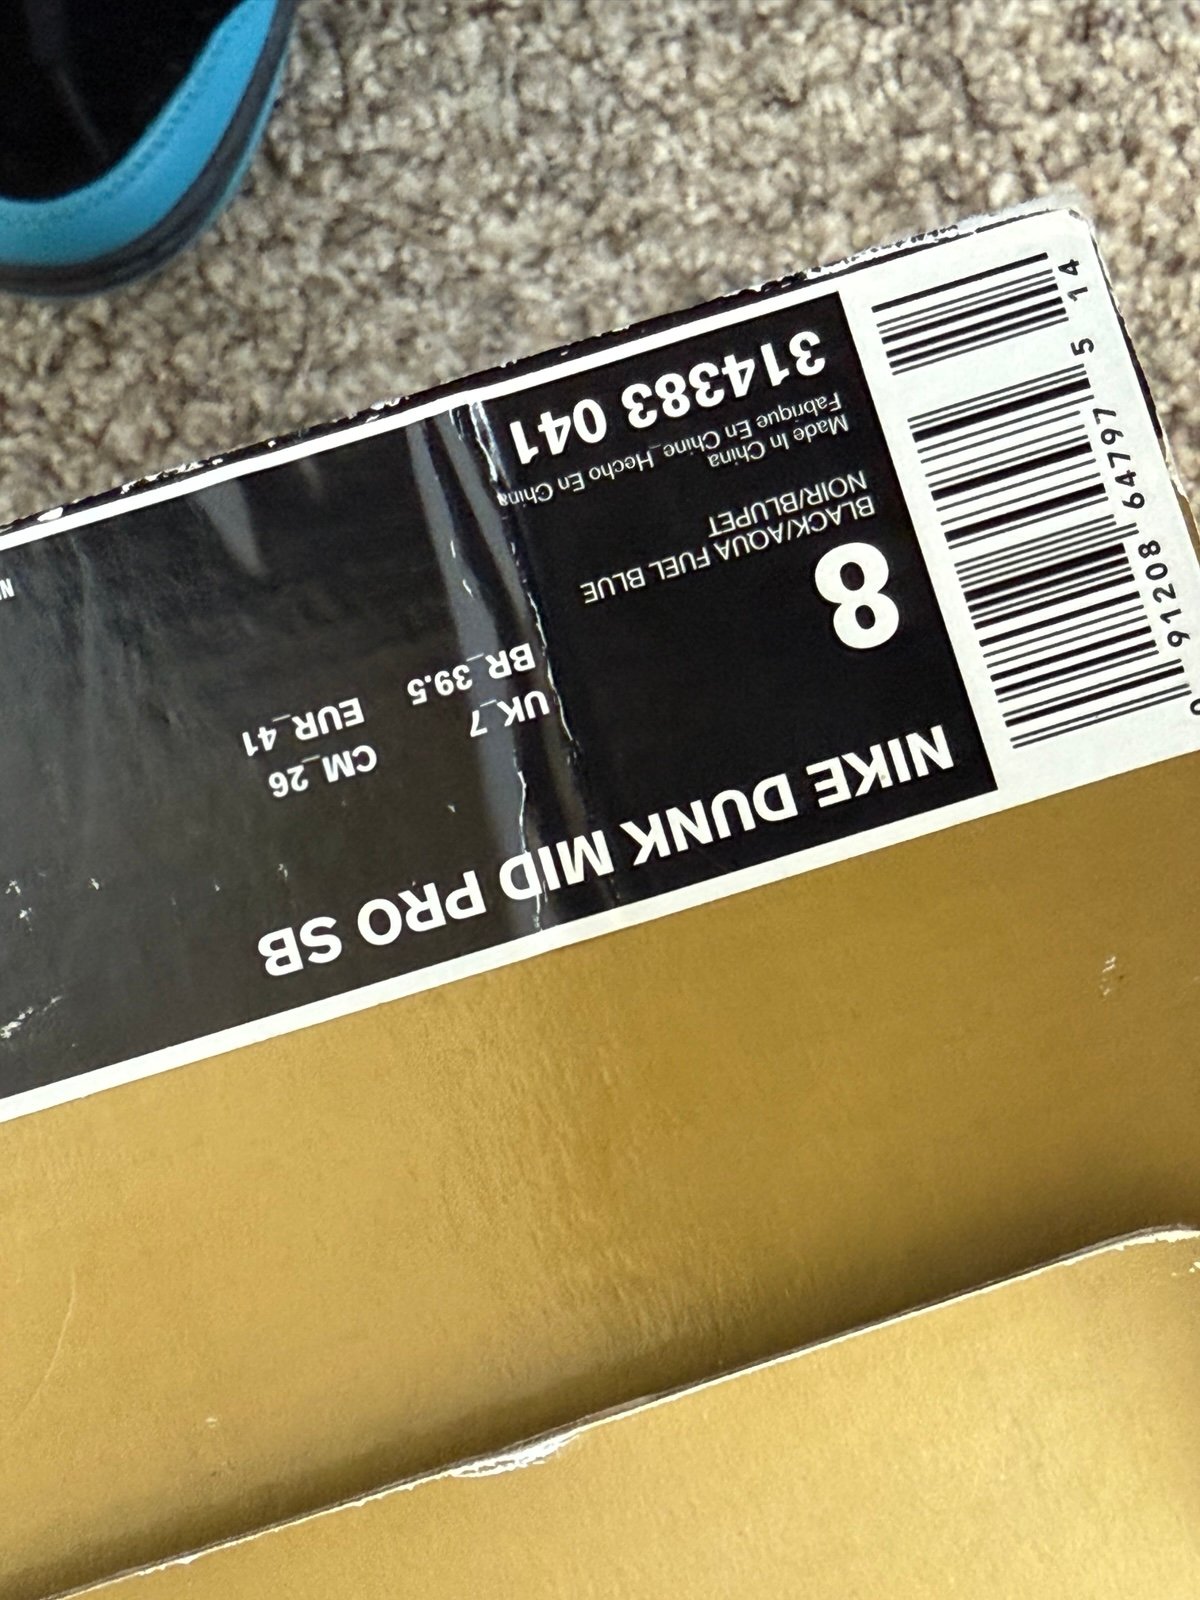 NIKE DUNK MID PRO SB
8
UK_7
CM_26
BR_39.5
EUR_41
BLACK/AQUA FUEL BLUE
NOIR/BLUPET
Made In China
Fabrique En Chine_Hecho En China
314383 041
0 91208 64797 5 14